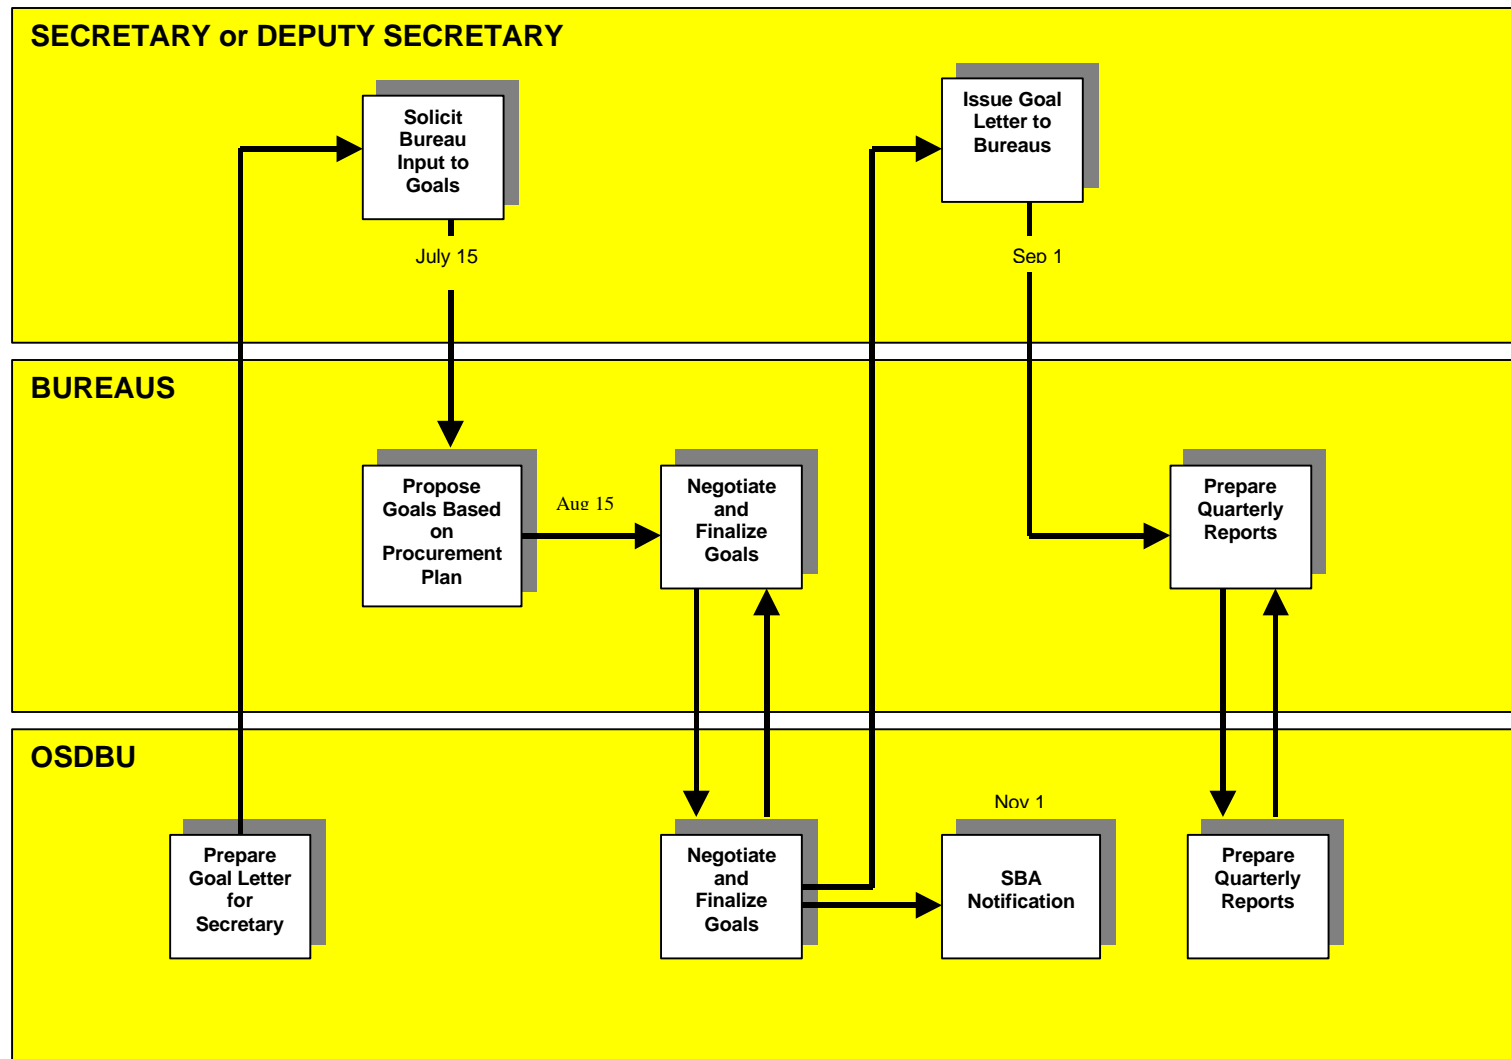 SECRETARY or DEPUTY SECRETARY
Solicit
Bureau
Input to
Goals
Issue Goal
Letter to
Bureaus
July 15
Sep 1
BUREAUS
Propose
Goals Based
on
Procurement
Plan
Aug 15
Negotiate
and
Finalize
Goals
Prepare
Quarterly
Reports
OSDBU
Prepare
Goal Letter
for
Secretary
Negotiate
and
Finalize
Goals
Nov 1
SBA
Notification
Prepare
Quarterly
Reports